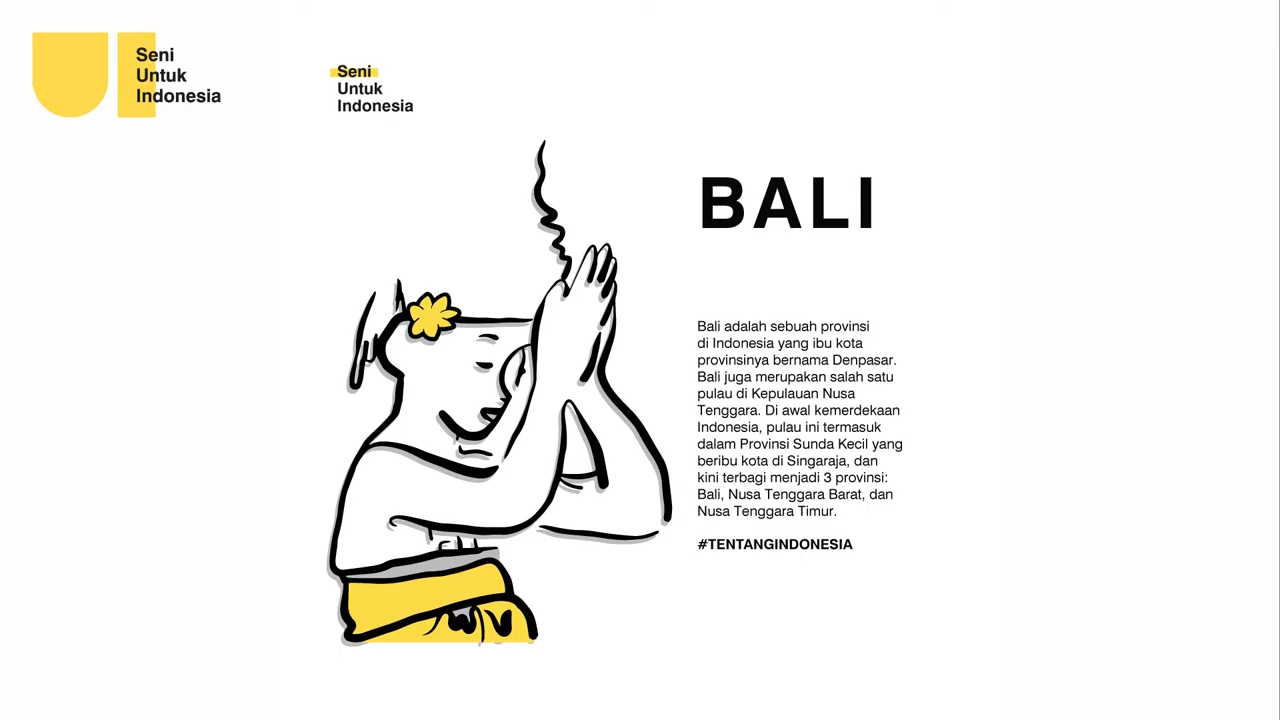 Seni
Untuk
Indonesia
Seni
Untuk
Indonesia
BALI
Bali adalah sebuah provinsi
di Indonesia yang ibu kota
provinsinya bernama Denpasar.
Bali juga merupakan salah satu
pulau di Kepulauan Nusa
Tenggara. Di awal kemerdekaan
Indonesia, pulau ini termasuk
dalam Provinsi Sunda Kecil yang
beribu kota di Singaraja, dan
kini terbagi menjadi 3 provinsi:
Bali, Nusa Tenggara Barat, dan
Nusa Tenggara Timur.
#TENTANGINDONESIA